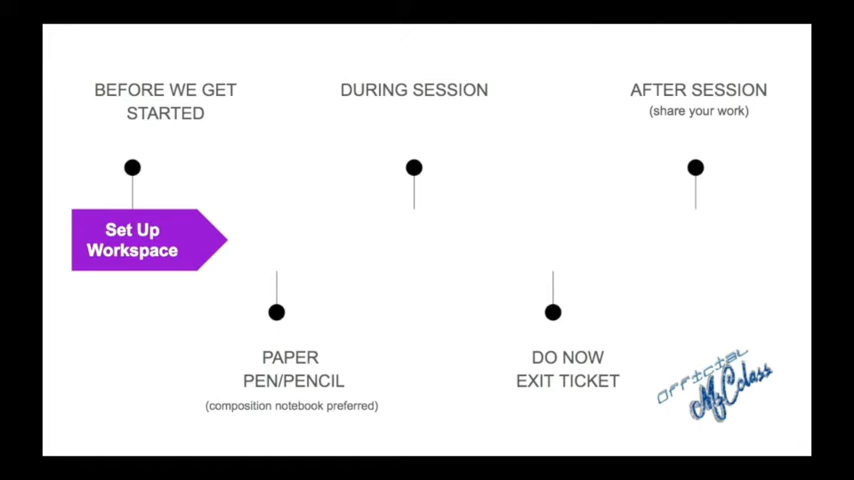 BEFORE WE GET
STARTED
DURING SESSION
AFTER SESSION
(share your work)
Set Up
Workspace
PAPER
PEN/PENCIL
(composition notebook preferred)
DO NOW
EXIT TICKET
OFFICIAL
MzCclass